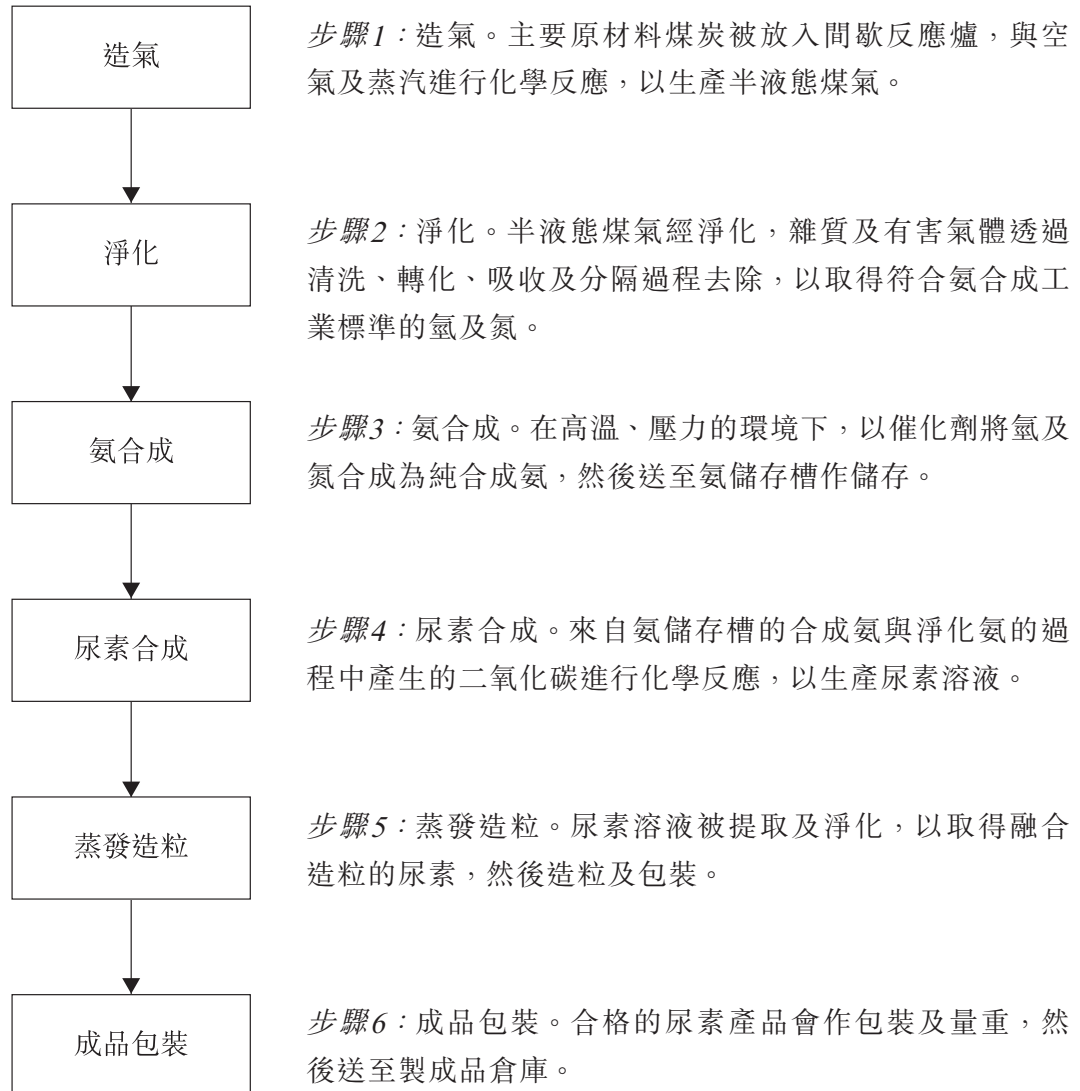 造氣
步驟1：造氣。主要原材料煤炭被放入間歇反應爐，與空
氣及蒸汽進行化學反應，以生產半液態煤氣。
淨化
步驟2：淨化。半液態煤氣經淨化，雜質及有害氣體透過
清洗、轉化、吸收及分隔過程去除，以取得符合氨合成工
業標準的氫及氮。
氨合成
步驟3：氨合成。在高溫、壓力的環境下，以催化劑將氫及
氮合成為純合成氨，然後送至氨儲存槽作儲存。
尿素合成
步驟4：尿素合成。來自氨儲存槽的合成氨與淨化氨的過
程中產生的二氧化碳進行化學反應，以生產尿素溶液。
蒸發造粒
步驟5：蒸發造粒。尿素溶液被提取及淨化，以取得融合
造粒的尿素，然後造粒及包裝。
成品包裝
步驟6：成品包裝。合格的尿素產品會作包裝及量重，然
後送至製成品倉庫。